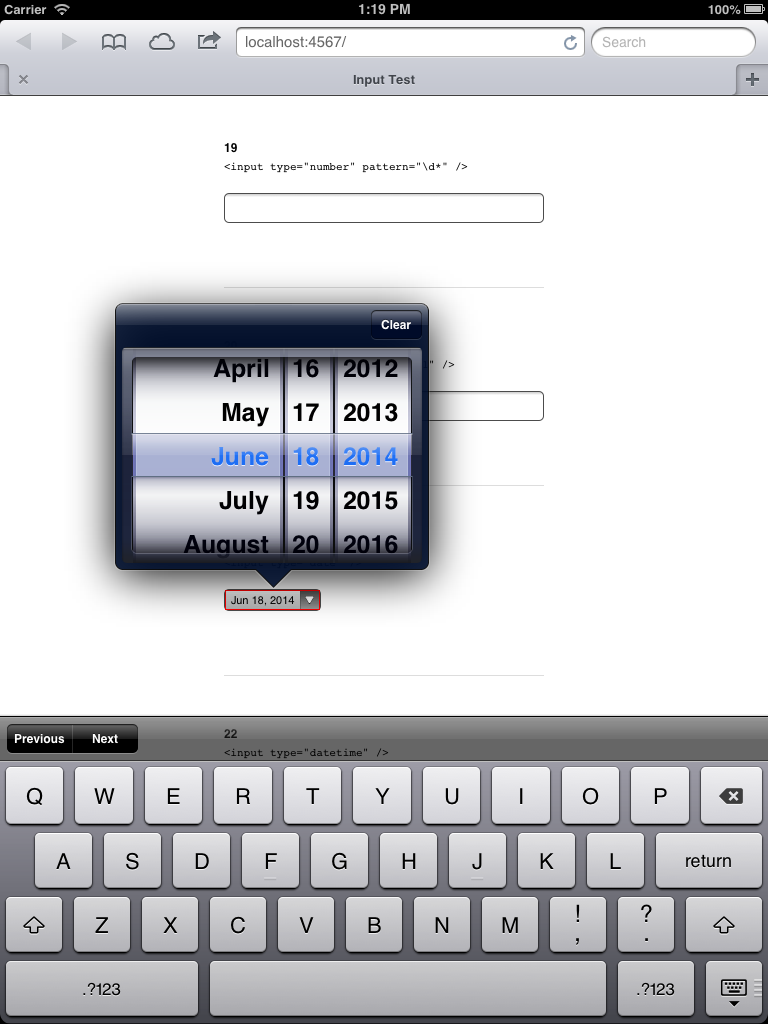 Carrier 1:19 PM 100%
localhost:4567/ Search
Input Test
19
<input type="number" pattern="\d*" />
Clear
" />
April 16 2012
May 17 2013
June 18 2014
July 19 2015
August 20 2016
Jun 18, 2014
Previous Next
22
<input type="datetime" />
Q W E R T Y U I O P
A S D F G H J K L return
Z X C V B N M ! , ? .
.?123 .?123